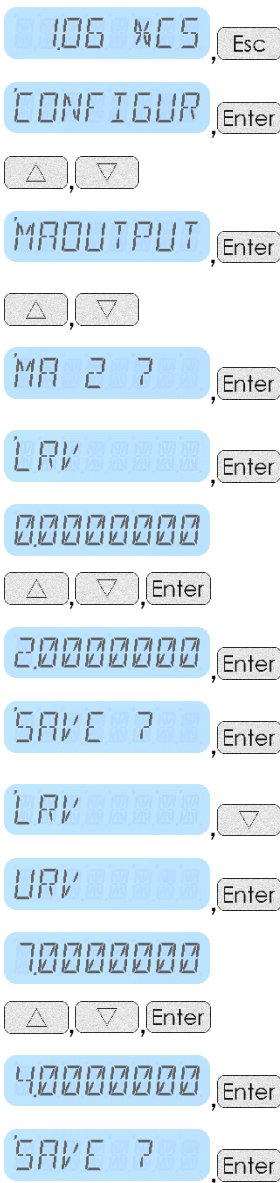 1.06 %CS, Esc
CONFIGUR, Enter
△, ▽
MAOUTPUT, Enter
△, ▽
MA 2 ?, Enter
LRV, Enter
0.0000000
△, ▽, Enter
2.0000000, Enter
SAVE ?, Enter
LRV, ▽
URV, Enter
7.0000000
△, ▽, Enter
4.0000000, Enter
SAVE ?, Enter